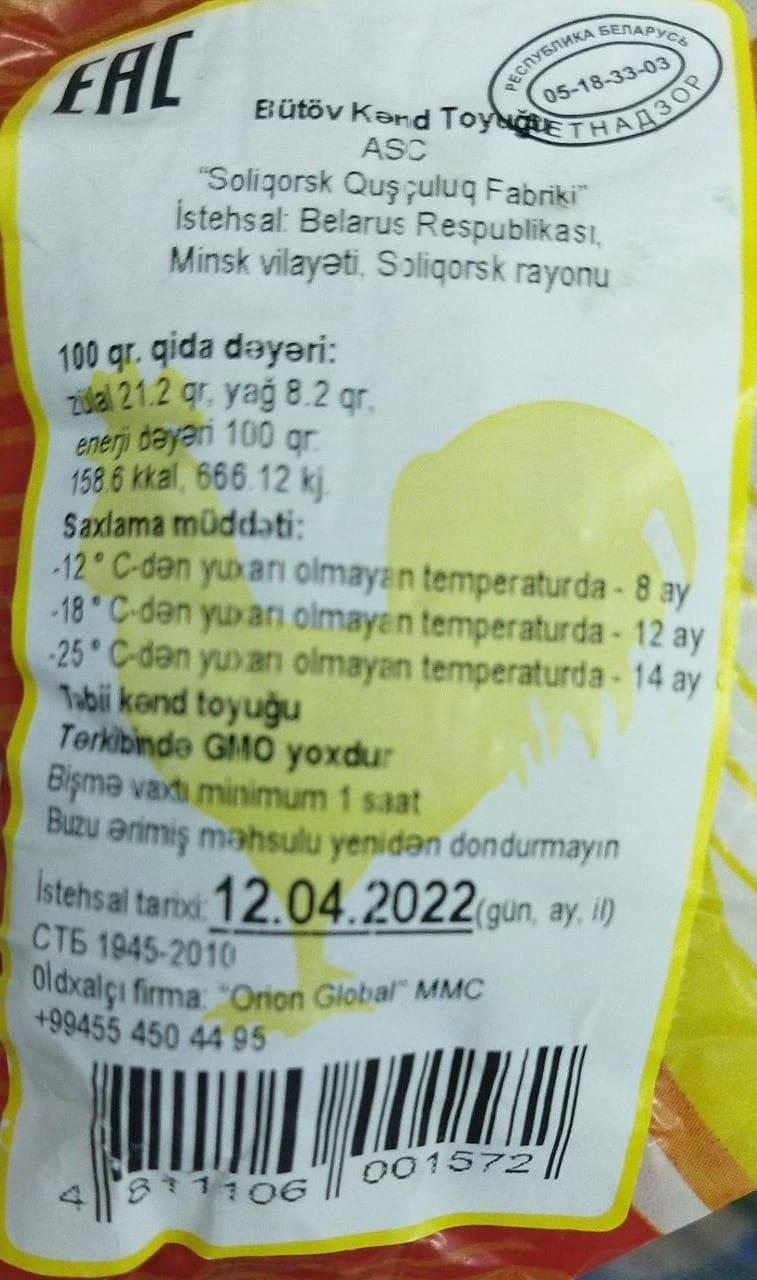 EAC
РЕСПУБЛИКА БЕЛАРУСЬ
05-18-33-03
ВЕТНАДЗОР
Bütöv Kənd Toyuğu
ASC
"Soliqorsk Quşçuluq Fabriki"
İstehsal: Belarus Respublikası,
Minsk vilayəti, Soliqorsk rayonu
100 qr. qida dəyəri:
zülal 21.2 qr, yağ 8.2 qr,
enerji dəyəri 100 qr.
158.6 kkal, 666.12 kj.
Saxlama müddəti:
-12° C-dən yuxarı olmayan temperaturda - 8 ay
-18° C-dən yuxarı olmayan temperaturda - 12 ay
-25° C-dən yuxarı olmayan temperaturda - 14 ay
Təbii kənd toyuğu
Tərkibində GMO yoxdur
Bişmə vaxtı minimum 1 saat
Buzu ərimiş məhsulu yenidən dondurmayın
İstehsal tarixi: 12.04.2022 (gün, ay, il)
СТБ 1945-2010
Oldxalçı firma: "Orion Global" MMC
+99455 450 44 95
4 811106 001572